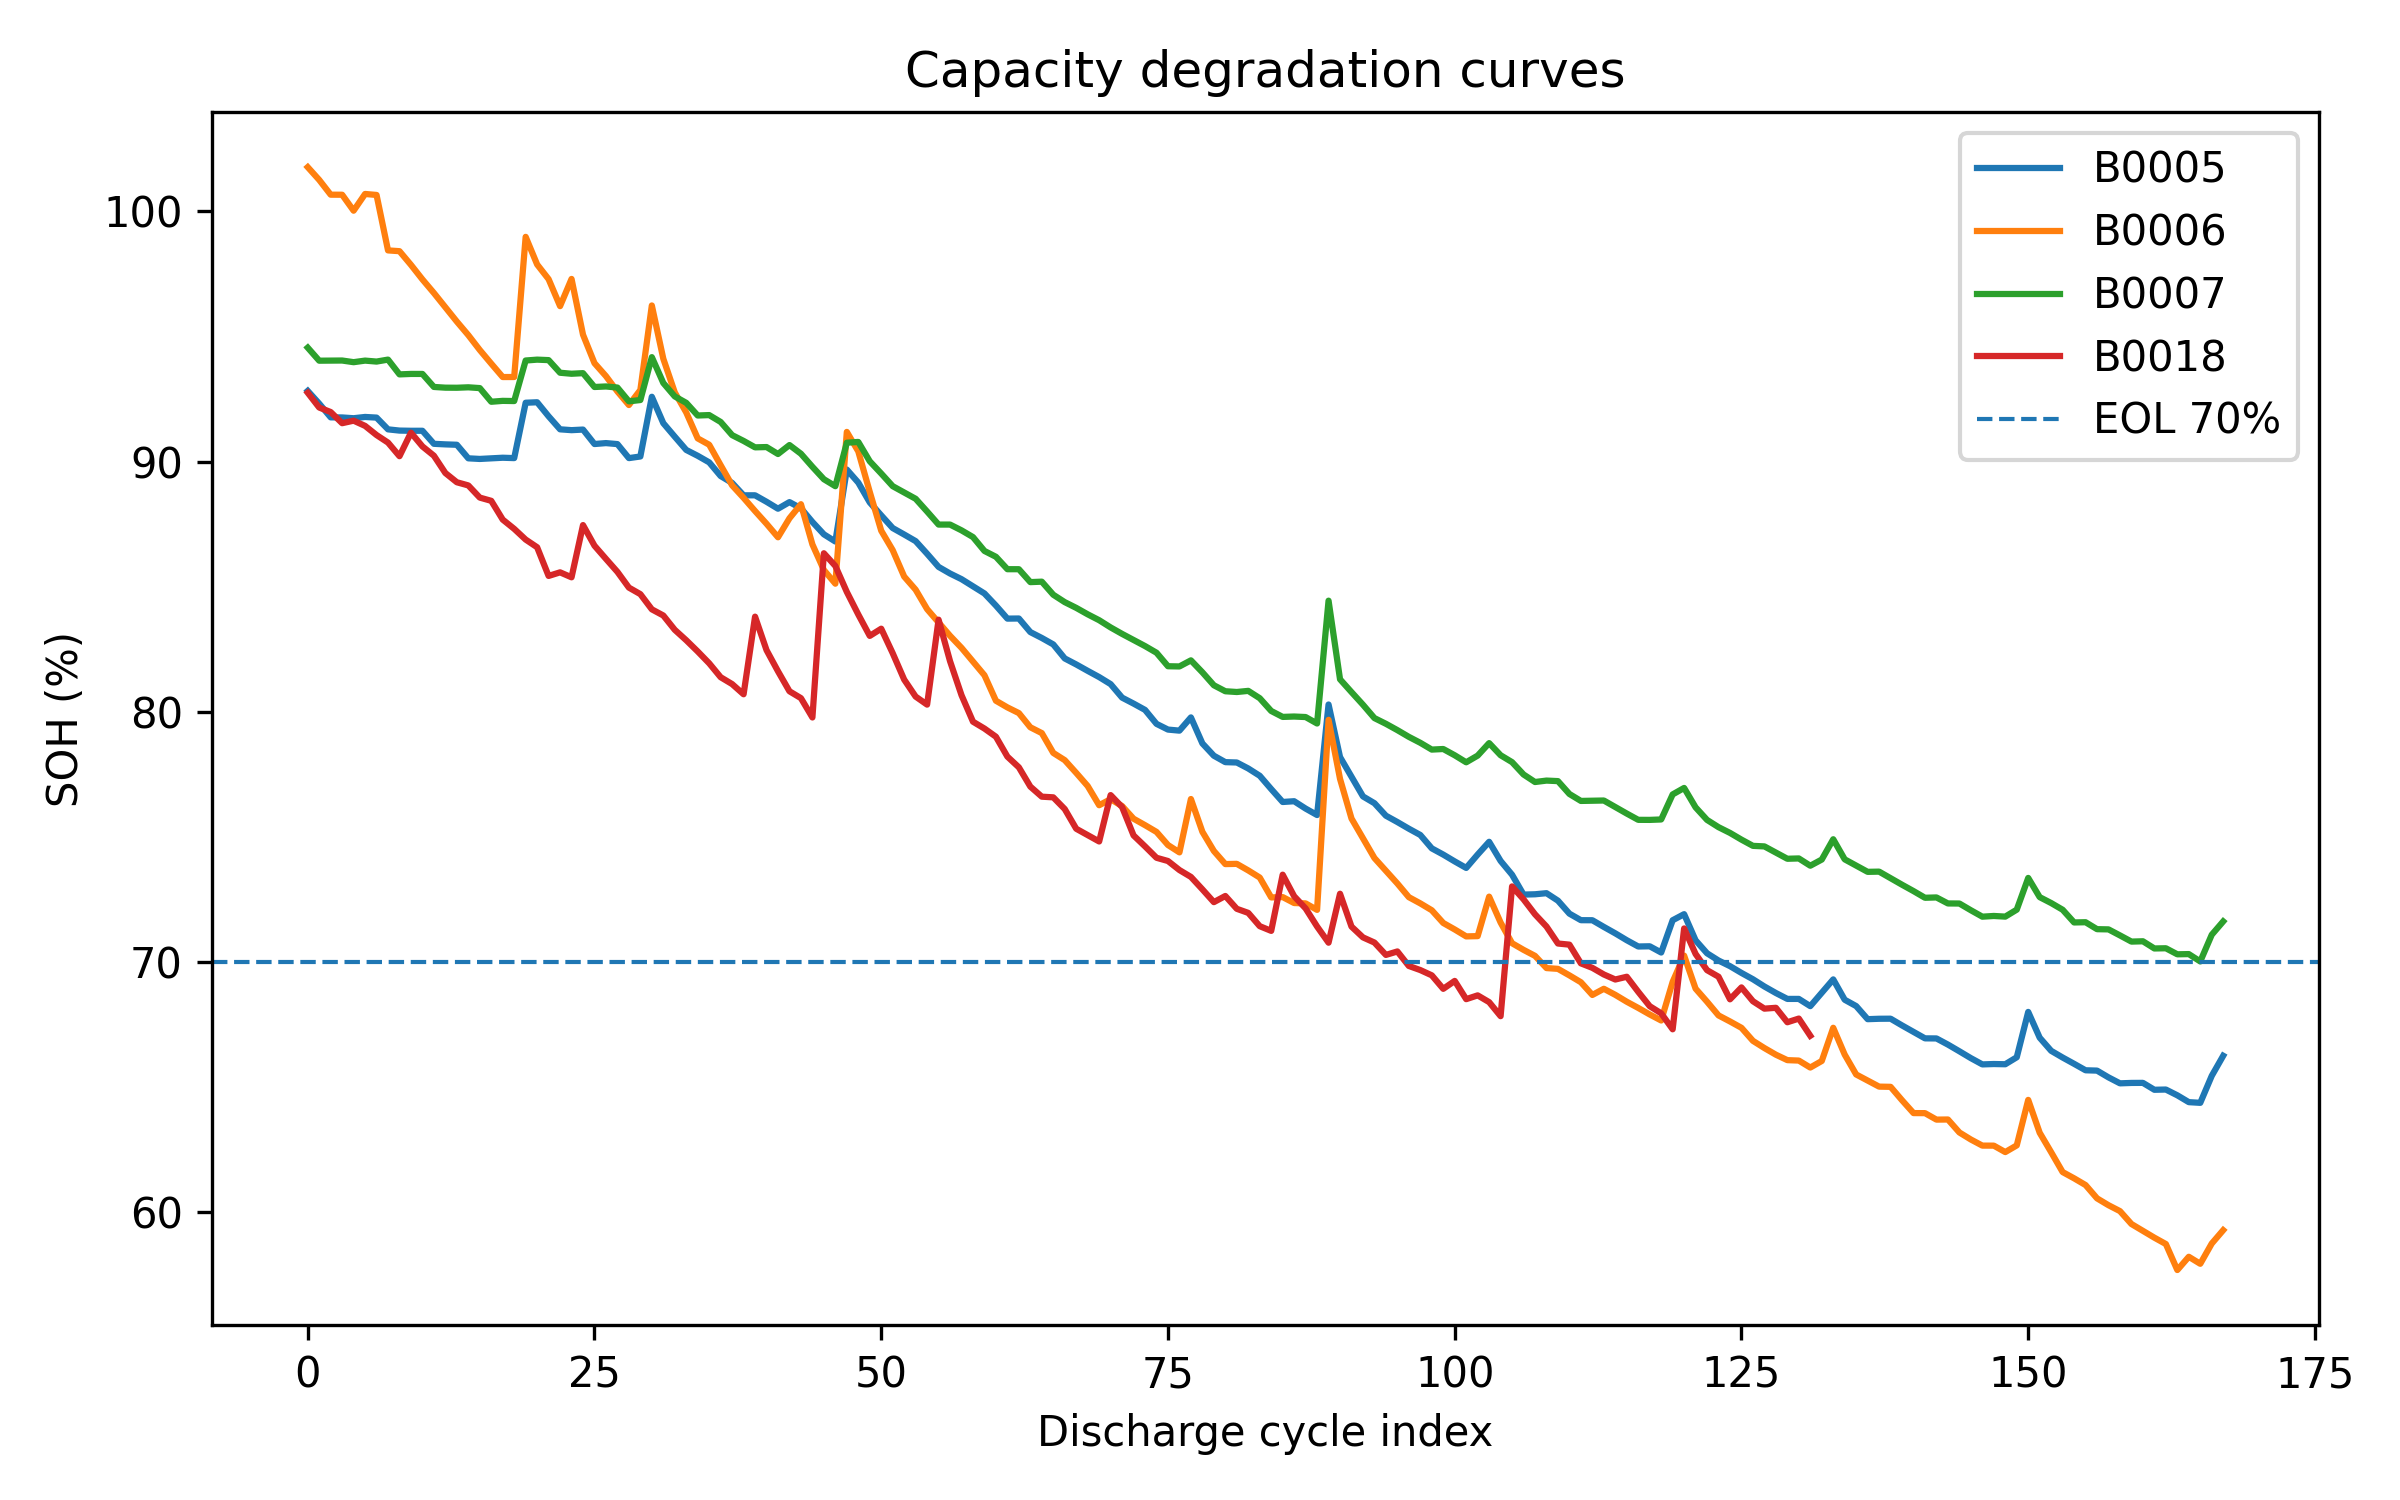 Capacity degradation curves
B0005
B0006
B0007
B0018
EOL 70%
SOH (%)
100
90
80
70
60
0 25 50 75 100 125 150 175
Discharge cycle index